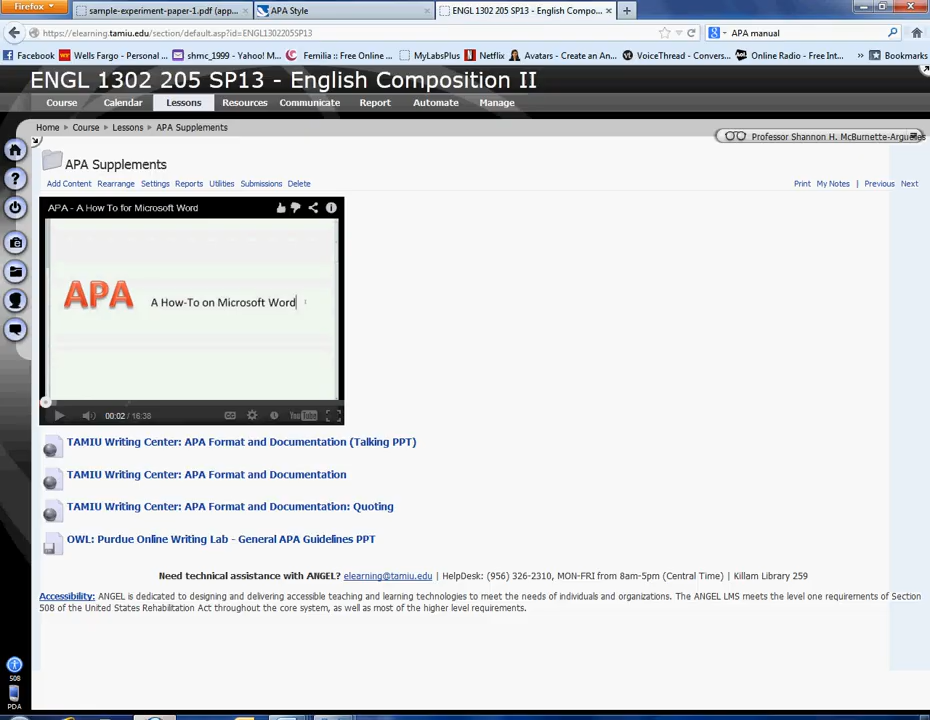 Firefox
sample-experiment-paper-1.pdf (app...
APA Style
ENGL 1302 205 SP13 - English Compo...
https://elearning.tamiu.edu/section/default.asp?id=ENGL1302205SP13
APA manual
Facebook
Wells Fargo - Personal ...
shrmc_1999 - Yahoo! M...
Femilia :: Free Online ...
MyLabsPlus
Netflix
Avatars - Create an An...
VoiceThread - Convers...
Online Radio - Free Int...
Bookmarks
ENGL 1302 205 SP13 - English Composition II
Course
Calendar
Lessons
Resources
Communicate
Report
Automate
Manage
Home
Course
Lessons
APA Supplements
APA Supplements
Add Content
Rearrange
Settings
Reports
Utilities
Submissions
Delete
Print
My Notes
|
Previous
Next
APA - A How To for Microsoft Word
APA
A How-To on Microsoft Word
00:02 / 16:38
CC
YouTube
TAMIU Writing Center: APA Format and Documentation (Talking PPT)
TAMIU Writing Center: APA Format and Documentation
TAMIU Writing Center: APA Format and Documentation: Quoting
OWL: Purdue Online Writing Lab - General APA Guidelines PPT
Need technical assistance with ANGEL? elearning@tamiu.edu | HelpDesk: (956) 326-2310, MON-FRI from 8am-5pm (Central Time) | Killam Library 259
Accessibility: ANGEL is dedicated to designing and delivering accessible teaching and learning technologies to meet the needs of individuals and organizations. The ANGEL LMS meets the level one requirements of Section
508 of the United States Rehabilitation Act throughout the core system, as well as most of the higher level requirements.
508
PDA